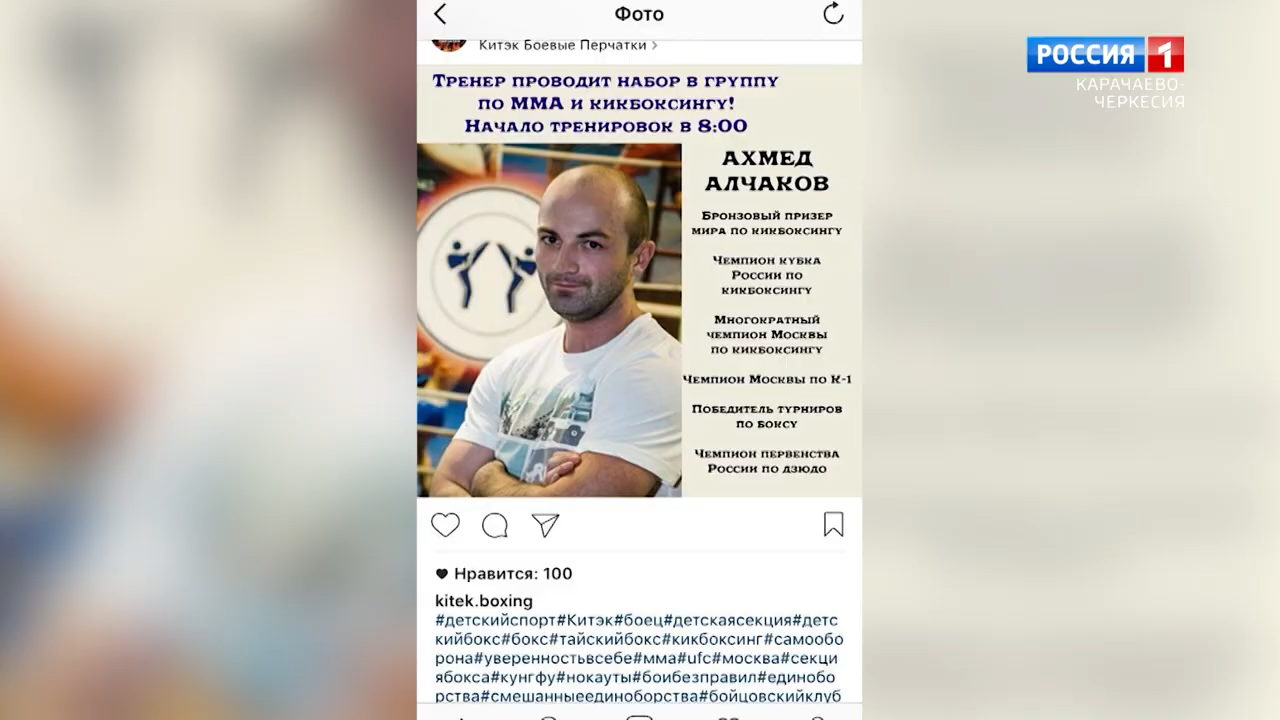 Фото
РОССИЯ 1
КАРАЧАЕВО-
ЧЕРКЕСИЯ
Китэк Боевые Перчатки
Тренер проводит набор в группу
по ММА и кикбоксингу!
Начало тренировок в 8:00
АХМЕД
АЛЧАКОВ
Бронзовый призер
мира по кикбоксингу
Чемпион кубка
России по
кикбоксингу
Многократный
чемпион Москвы
по кикбоксингу
Чемпион Москвы по К-1
Победитель турниров
по боксу
Чемпион первенства
России по дзюдо
Нравится: 100
kitek.boxing
#детскийспорт#Китэк#боец#детскаясекция#детс
кийбокс#бокс#тайскийбокс#кикбоксинг#самообо
рона#уверенностьвсебе#мма#ufc#москва#секци
ябокса#кунгфу#нокауты#боибезправил#единобо
рства#смешанныеединоборства#бойцовскийклуб